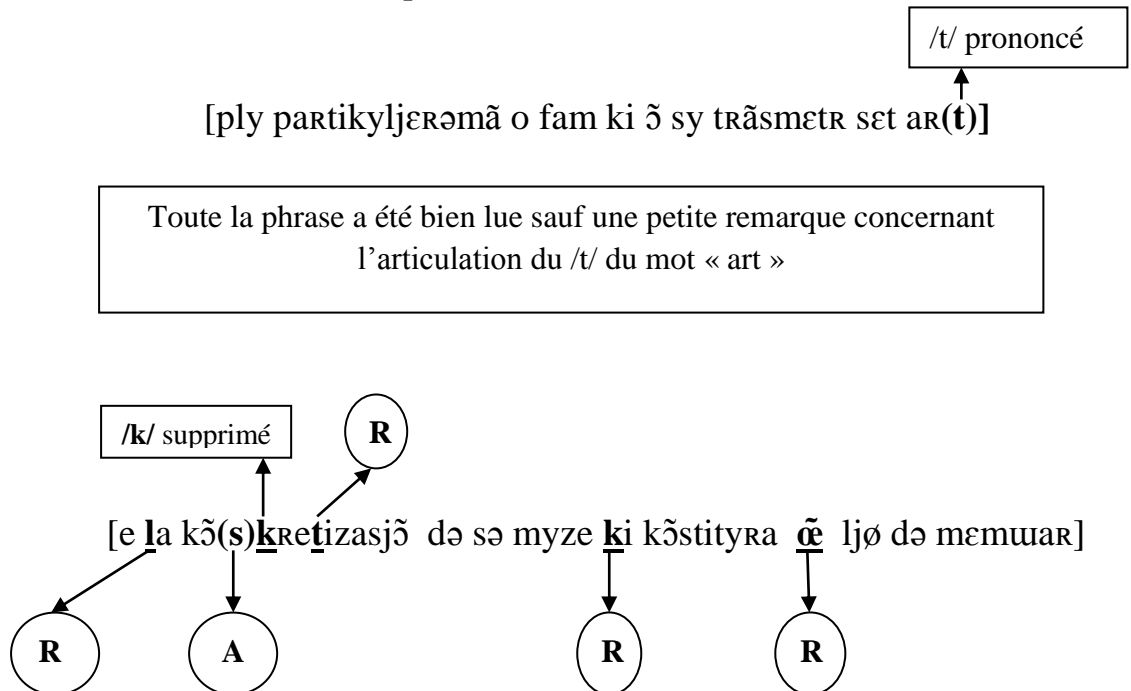 /t/ prononcé
[ply paʀtikyljɛʀəmɑ̃ o fam ki ɔ̃ sy tʀɑ̃smɛtʀ sɛt aʀ(t)]
Toute la phrase a été bien lue sauf une petite remarque concernant
l’articulation du /t/ du mot « art »
/k/ supprimé
R
[e la kɔ̃(s)kʀetizasjɔ̃ də sə myze ki kɔ̃stityʀa œ̃ ljø də mɛmɯaʀ]
R A R R